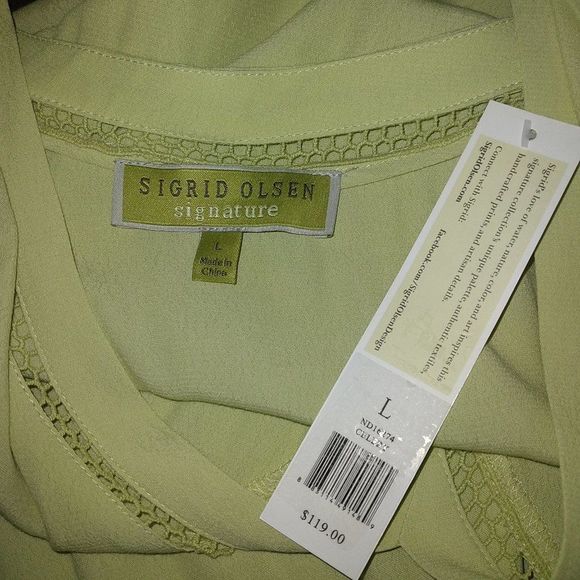 SIGRID OLSEN
signature
L
Made in
China
Sigrid's love of water, nature, color, and art inspires this
signature collection's unique palette, authentic textiles,
handcrafted prints, and artisan details.
Connect with Sigrid:
SigridOlsen.com
facebook.com/SigridOlsenDesign
L
$119.00